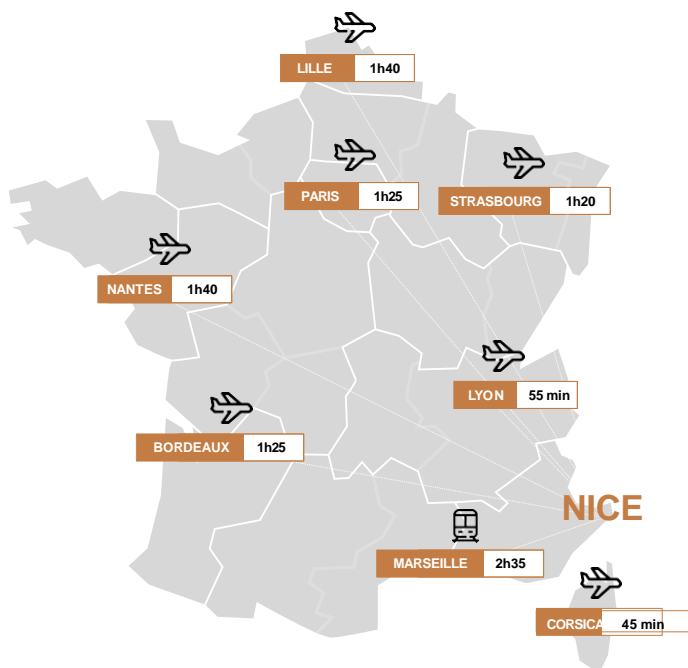 LILLE 1h40
PARIS 1h25
STRASBOURG 1h20
NANTES 1h40
LYON 55 min
BORDEAUX 1h25
NICE
MARSEILLE 2h35
CORSICA 45 min